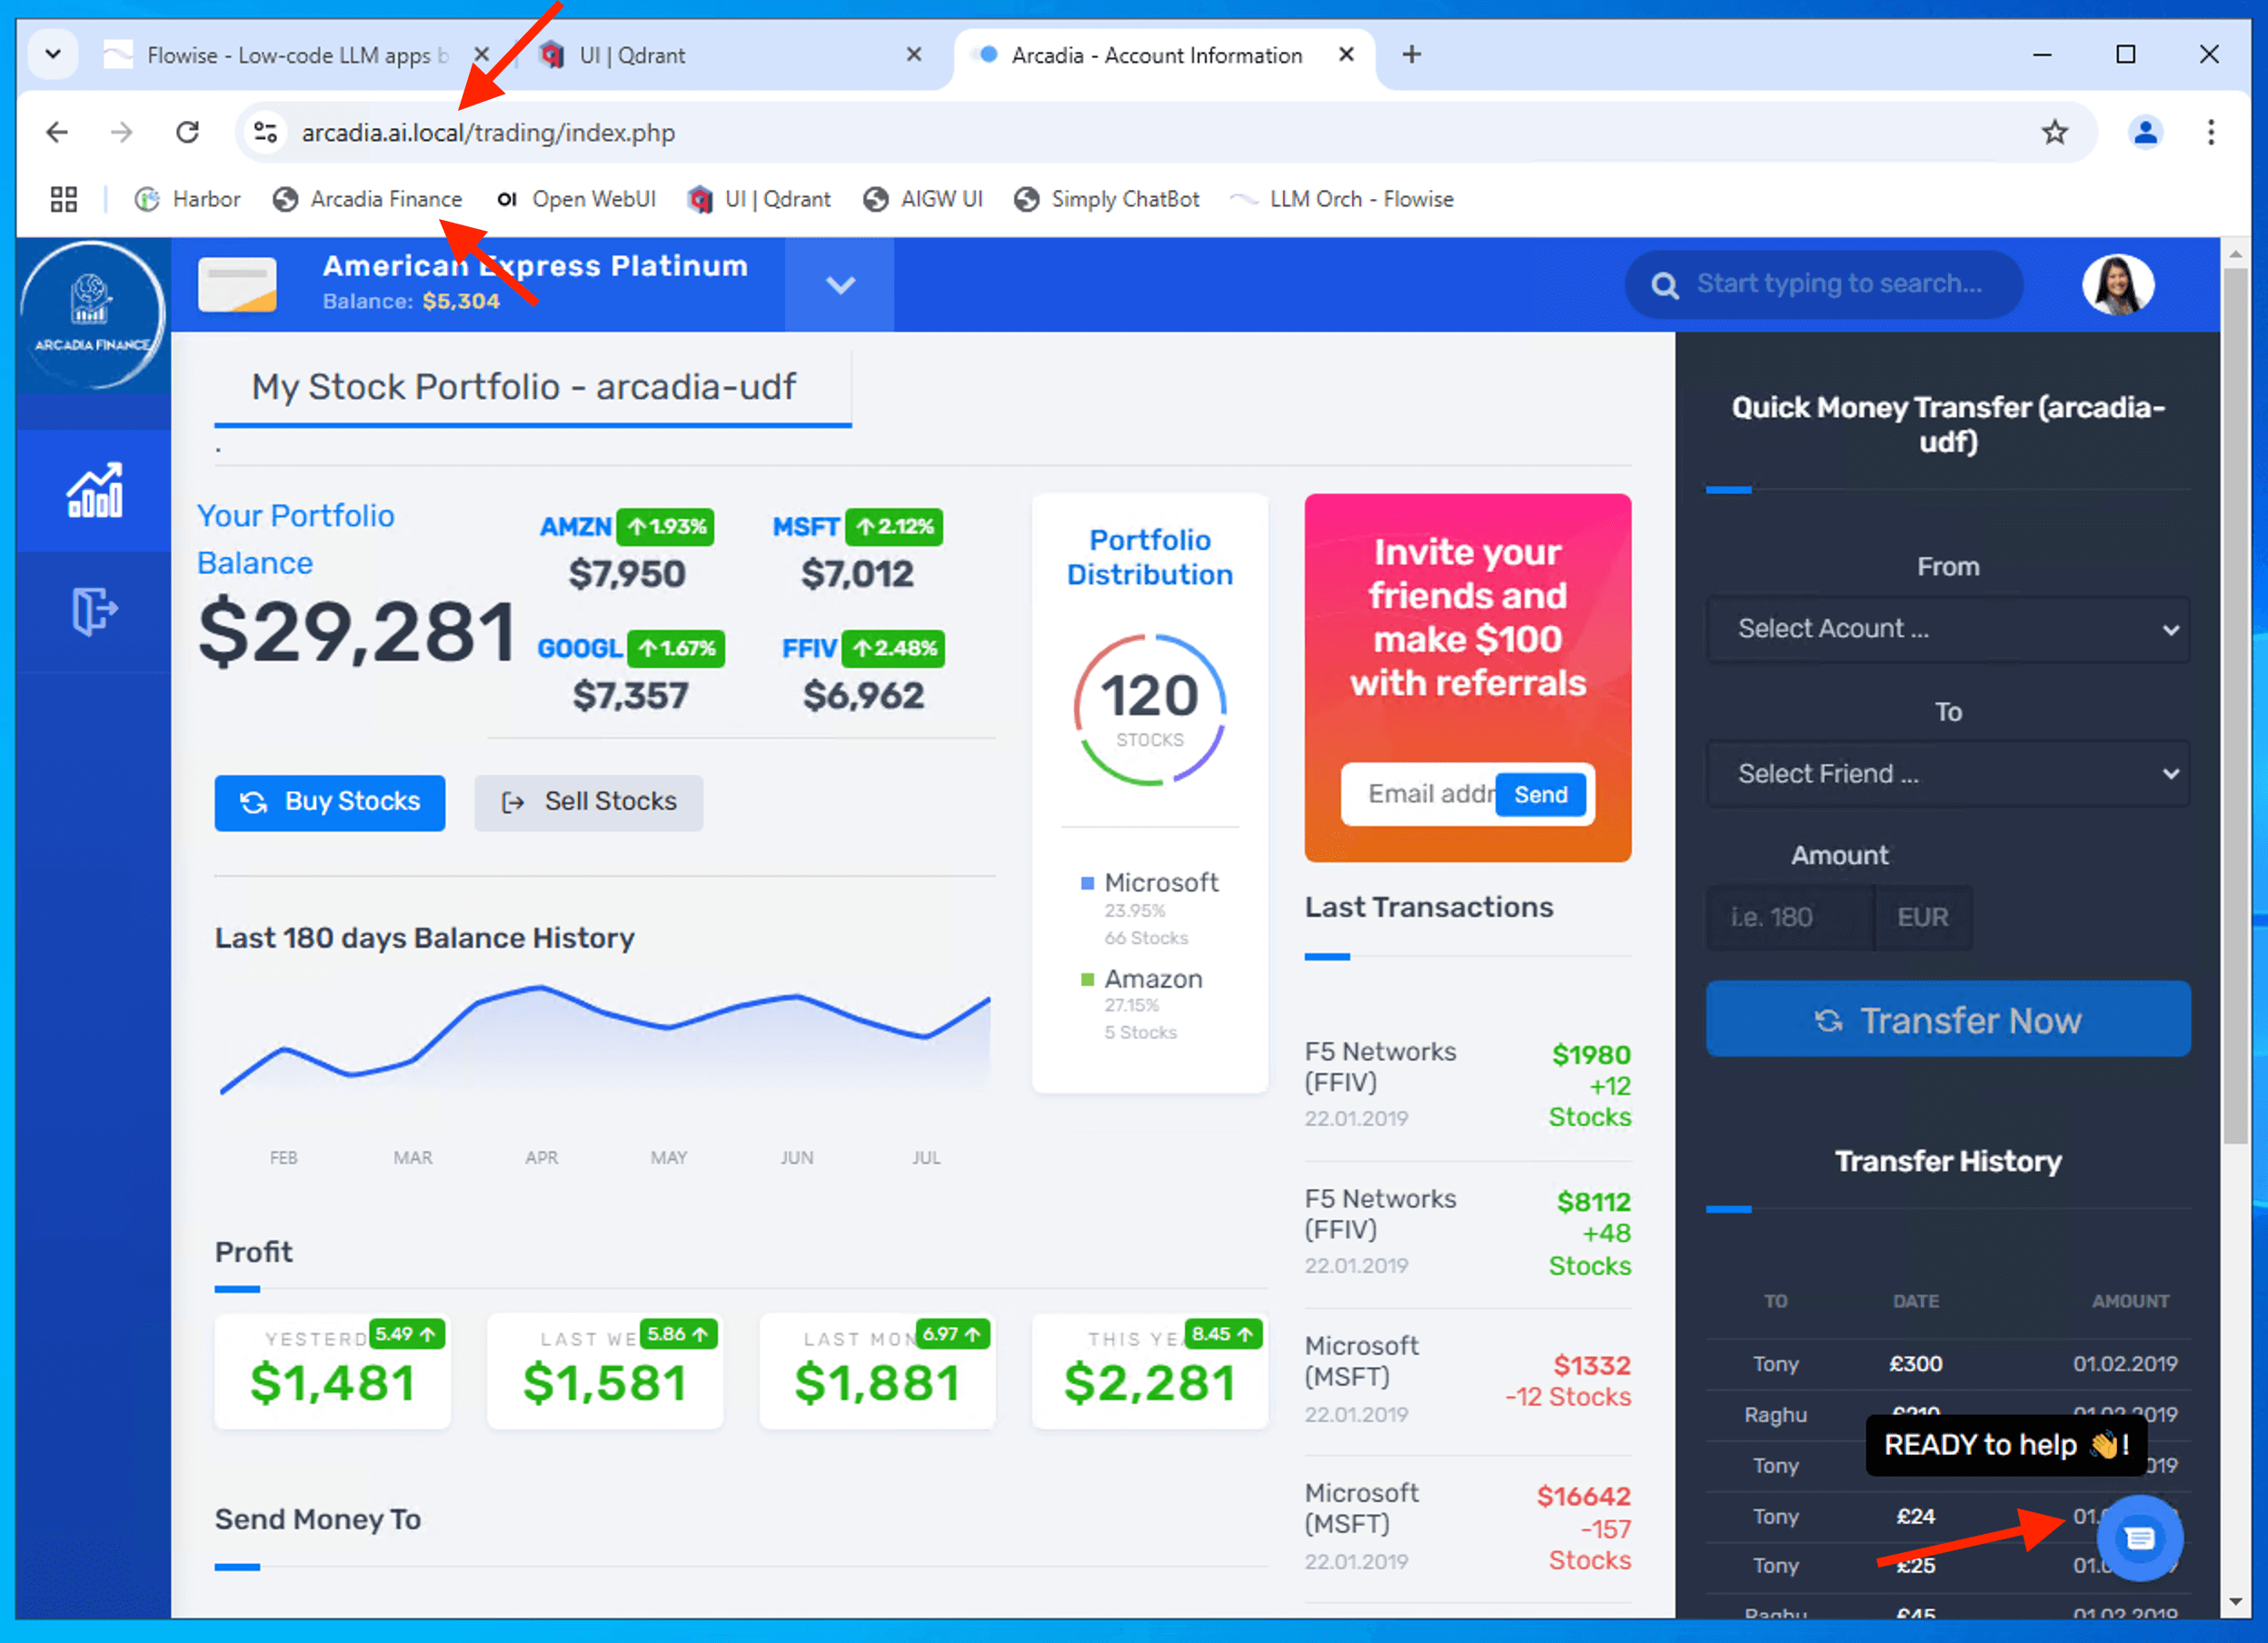 Flowise - Low-code LLM apps b
UI | Qdrant
Arcadia - Account Information
arcadia.ai.local/trading/index.php
Harbor
Arcadia Finance
OI Open WebUI
UI | Qdrant
AIGW UI
Simply ChatBot
LLM Orch - Flowise
ARCADIA FINANCE
American Express Platinum
Balance: $5,304
Start typing to search...
My Stock Portfolio - arcadia-udf
.
Your Portfolio
Balance
$29,281
AMZN 1.93%
$7,950
MSFT 2.12%
$7,012
GOOGL 1.67%
$7,357
FFIV 2.48%
$6,962
Buy Stocks
Sell Stocks
Last 180 days Balance History
FEB MAR APR MAY JUN JUL
Profit
YESTERD 5.49
$1,481
LAST WE 5.86
$1,581
LAST MON 6.97
$1,881
THIS YEA 8.45
$2,281
Send Money To
Portfolio
Distribution
120
STOCKS
Microsoft
23.95%
66 Stocks
Amazon
27.15%
5 Stocks
Invite your
friends and
make $100
with referrals
Email addr
Send
Last Transactions
F5 Networks
(FFIV)
22.01.2019
$1980
+12
Stocks
F5 Networks
(FFIV)
22.01.2019
$8112
+48
Stocks
Microsoft
(MSFT)
22.01.2019
$1332
-12 Stocks
Microsoft
(MSFT)
22.01.2019
$16642
-157
Stocks
Quick Money Transfer (arcadia-
udf)
From
Select Acount ...
To
Select Friend ...
Amount
i.e. 180 EUR
Transfer Now
Transfer History
TO DATE AMOUNT
Tony £300 01.02.2019
Raghu £210 01.02.2019
READY to help 👋!
Tony 019
Tony £24 01.
Tony £25 01.
Raghu £45 01.02.2019